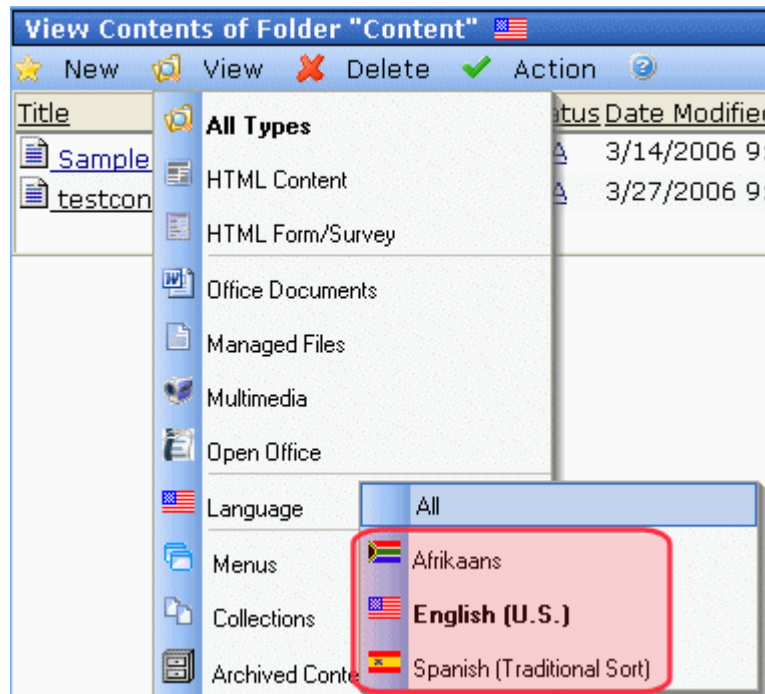 View Contents of Folder "Content"
New View Delete Action
Title tus Date Modified
Sample A 3/14/2006 9:
testcon A 3/27/2006 9:
All Types
HTML Content
HTML Form/Survey
Office Documents
Managed Files
Multimedia
Open Office
Language
All
Menus
Afrikaans
Collections
English (U.S.)
Archived Conte
Spanish (Traditional Sort)